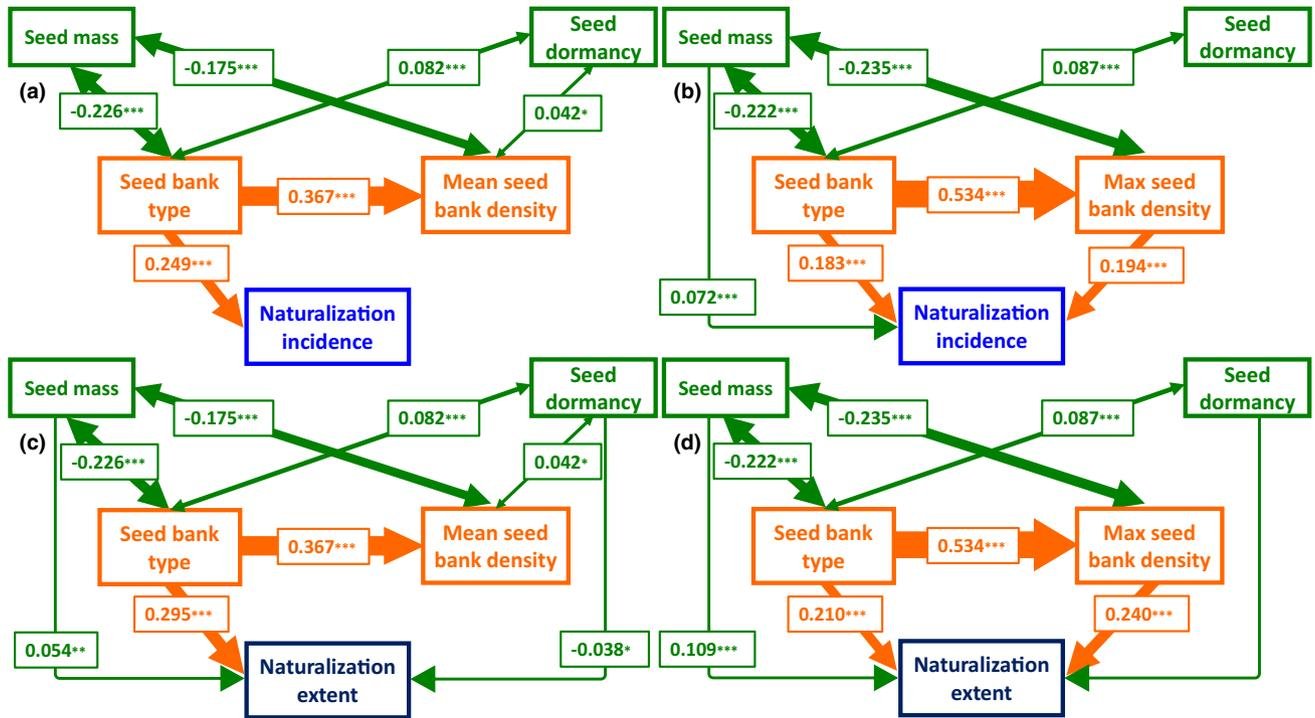 (a)
Seed mass
Seed
dormancy
-0.175***
0.082***
-0.226***
0.042*
Seed bank
type
0.367***
Mean seed
bank density
0.249***
Naturalization
incidence
(b)
Seed mass
Seed
dormancy
-0.235***
0.087***
-0.222***
Seed bank
type
0.534***
Max seed
bank density
0.183***
0.194***
0.072***
Naturalization
incidence
(c)
Seed mass
Seed
dormancy
-0.175***
0.082***
-0.226***
0.042*
Seed bank
type
0.367***
Mean seed
bank density
0.295***
0.054**
-0.038*
Naturalization
extent
(d)
Seed mass
Seed
dormancy
-0.235***
0.087***
-0.222***
Seed bank
type
0.534***
Max seed
bank density
0.210***
0.240***
0.109***
Naturalization
extent